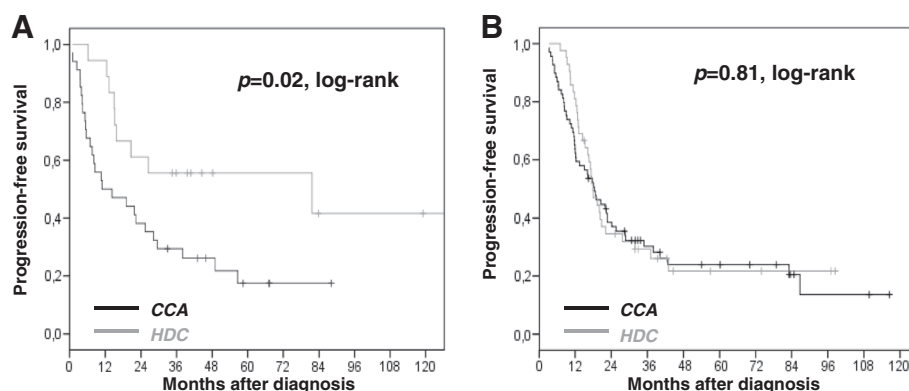 A
B
1,0
0,8
0,6
0,4
0,2
0,0
Progression-free survival
p=0.02, log-rank
CCA
HDC
0 12 24 36 48 60 72 84 96 108 120
Months after diagnosis
1,0
0,8
0,6
0,4
0,2
0,0
Progression-free survival
p=0.81, log-rank
CCA
HDC
0 12 24 36 48 60 72 84 96 108 120
Months after diagnosis